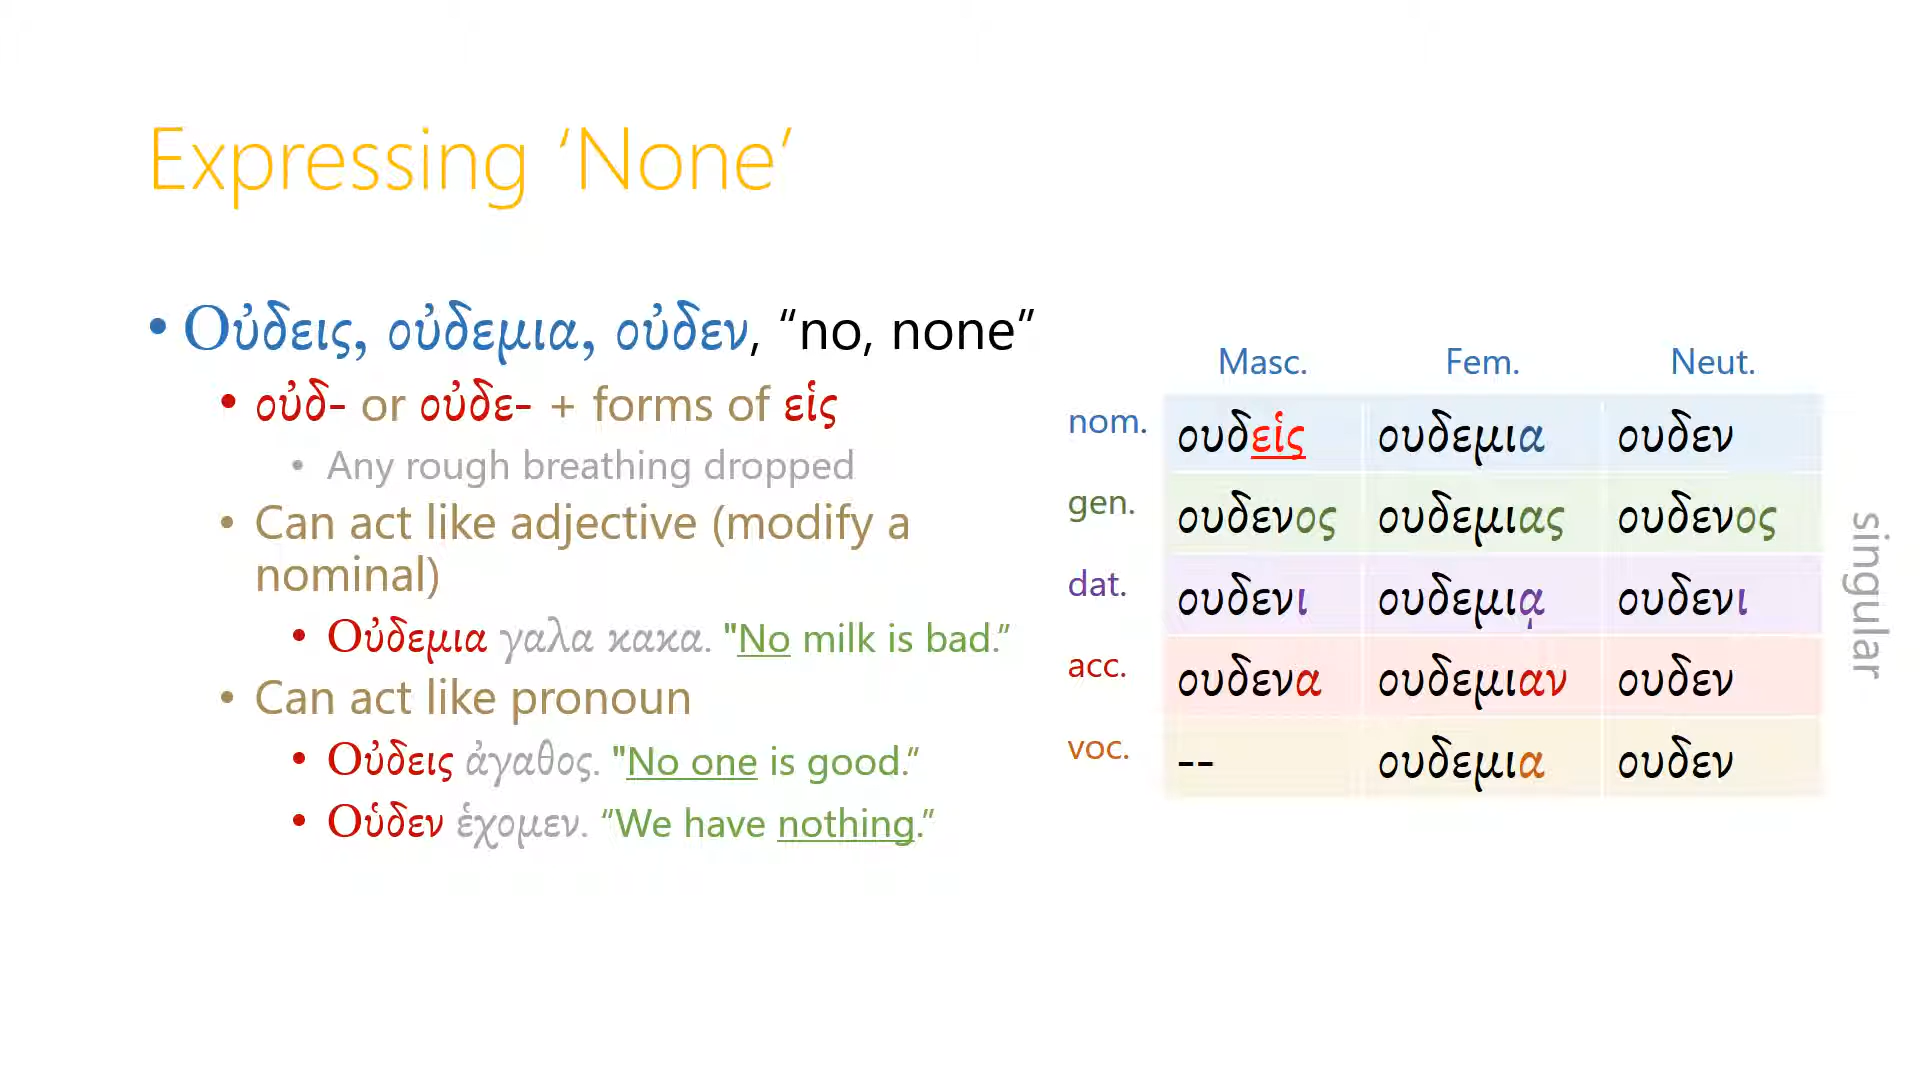 Expressing ‘None’
• Οὐδεις, οὐδεμια, οὐδεν, “no, none”
• οὐδ- or οὐδε- + forms of εἱς
• Any rough breathing dropped
• Can act like adjective (modify a
nominal)
• Οὐδεμια γαλα κακα. "No milk is bad.”
• Can act like pronoun
• Οὐδεις ἀγαθος. "No one is good.”
• Οὑδεν ἑχομεν. “We have nothing.”
Masc. Fem. Neut.
nom. ουδεἱς ουδεμια ουδεν
gen. ουδενος ουδεμιας ουδενος
dat. ουδενι ουδεμιᾳ ουδενι
acc. ουδενα ουδεμιαν ουδεν
voc. -- ουδεμια ουδεν
singular